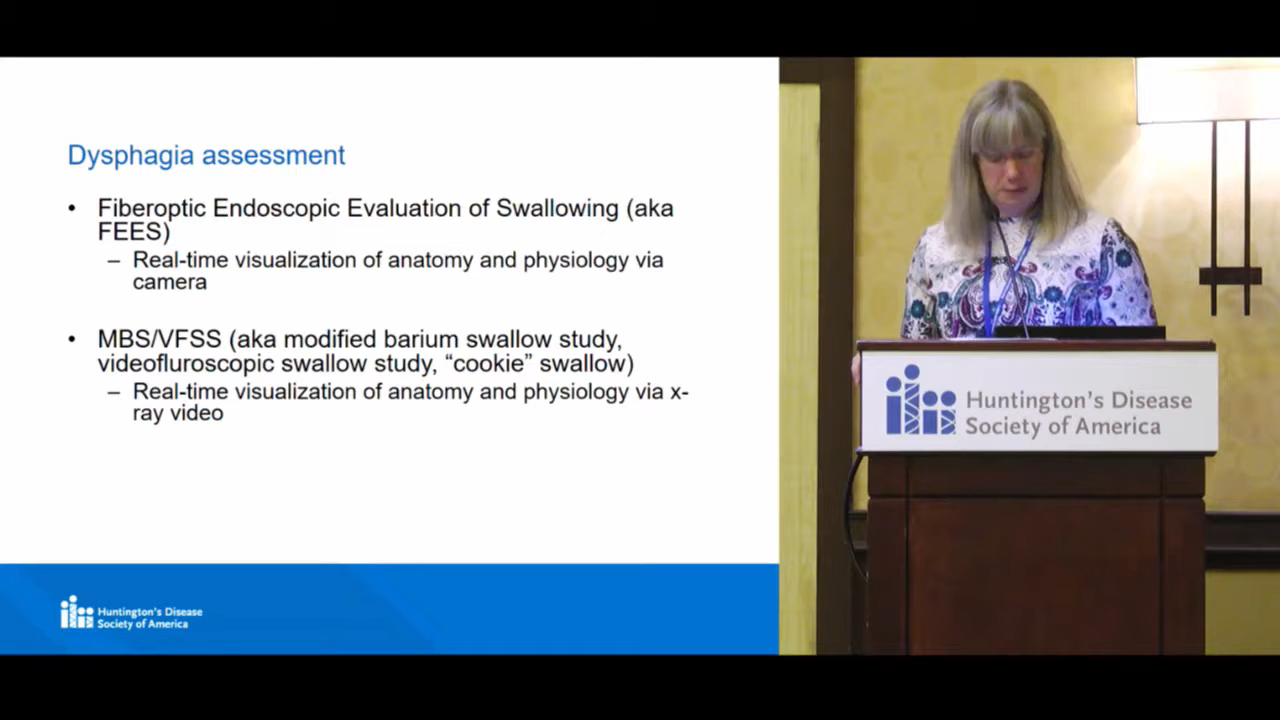 Dysphagia assessment
• Fiberoptic Endoscopic Evaluation of Swallowing (aka
FEES)
– Real-time visualization of anatomy and physiology via
camera
• MBS/VFSS (aka modified barium swallow study,
videofluroscopic swallow study, “cookie” swallow)
– Real-time visualization of anatomy and physiology via x-
ray video
Huntington's Disease
Society of America
Huntington's Disease
Society of America